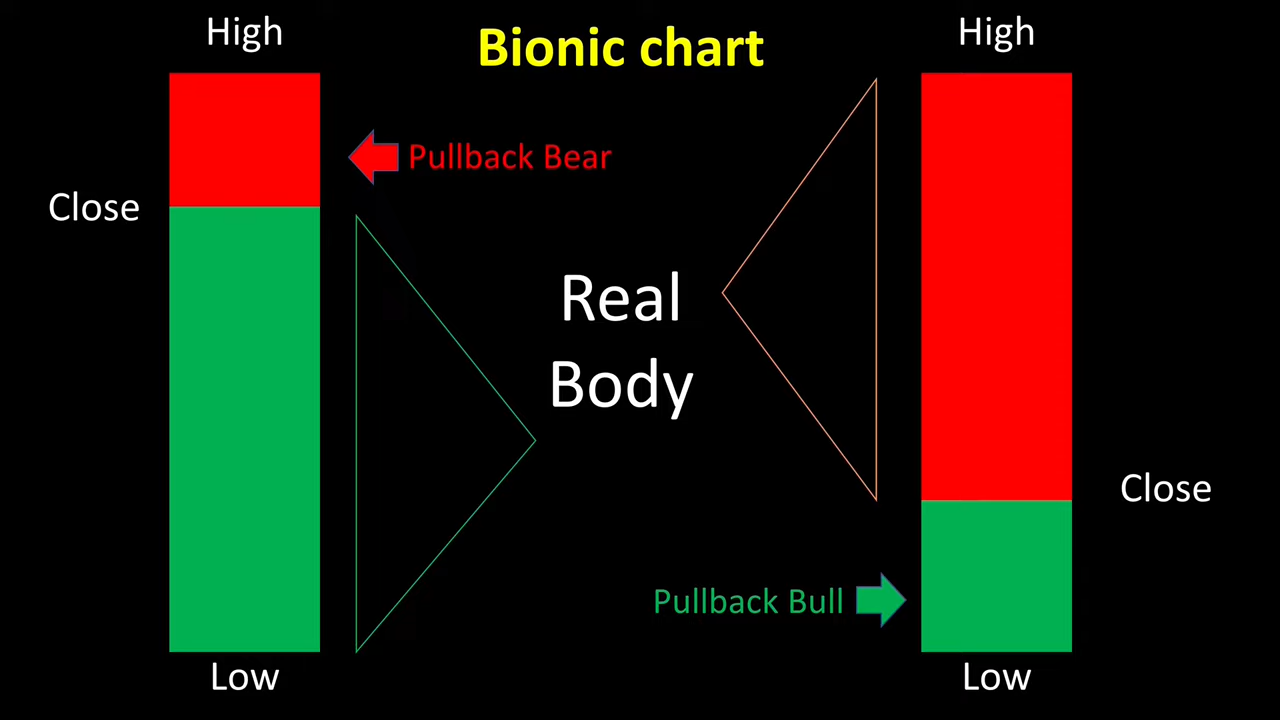 High
Bionic chart
High
Pullback Bear
Close
Real
Body
Close
Pullback Bull
Low
Low